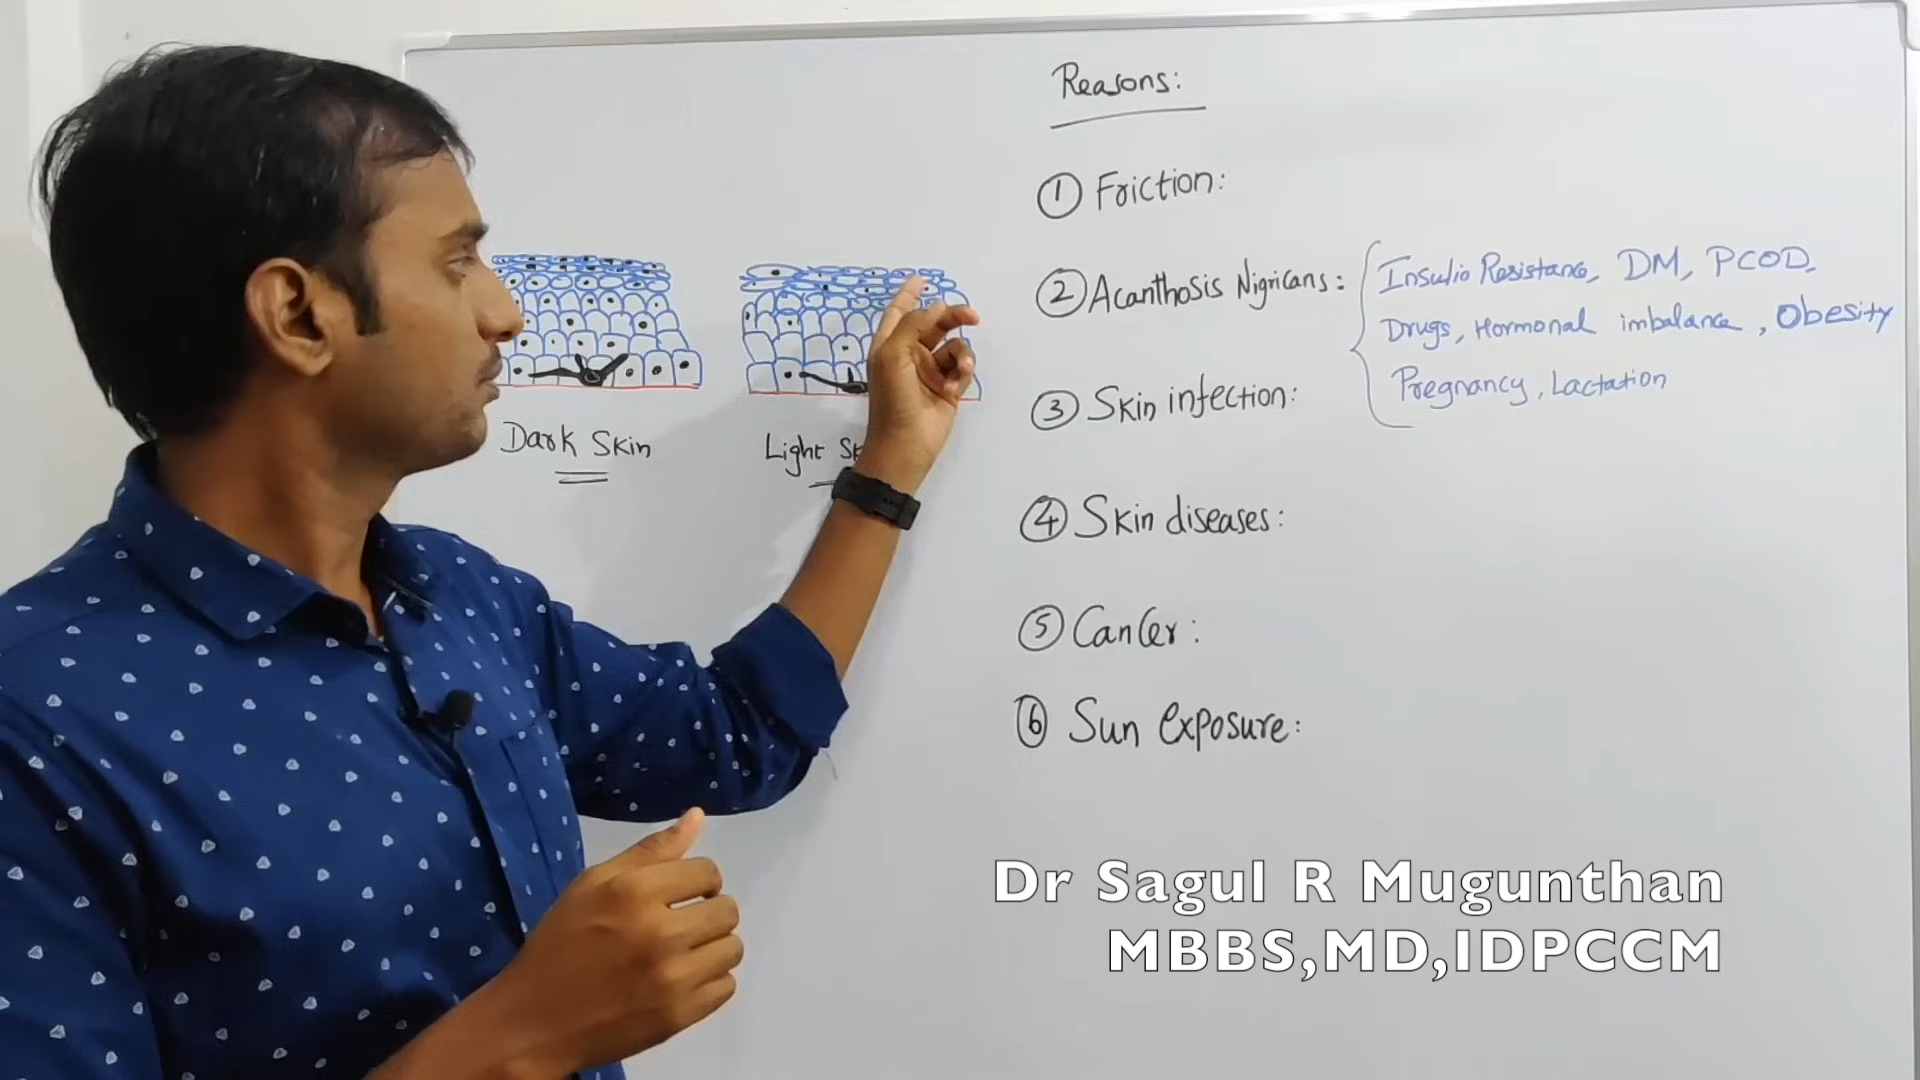 Reasons:
① Friction:
② Acanthosis Nigricans:
Insulin Resistance, DM, PCOD,
Drugs, Hormonal imbalance, Obesity
Pregnancy, Lactation
③ Skin infection:
④ Skin diseases:
⑤ Cancer:
⑥ Sun exposure:
Dark Skin
Light Sk
Dr Sagul R Mugunthan
MBBS,MD,IDPCCM